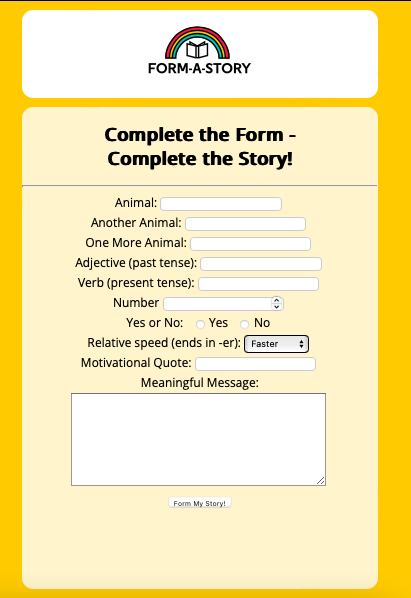 FORM-A-STORY
Complete the Form -
Complete the Story!
Animal:
Another Animal:
One More Animal:
Adjective (past tense):
Verb (present tense):
Number
Yes or No: Yes No
Relative speed (ends in -er): Faster
Motivational Quote:
Meaningful Message:
Form My Story!